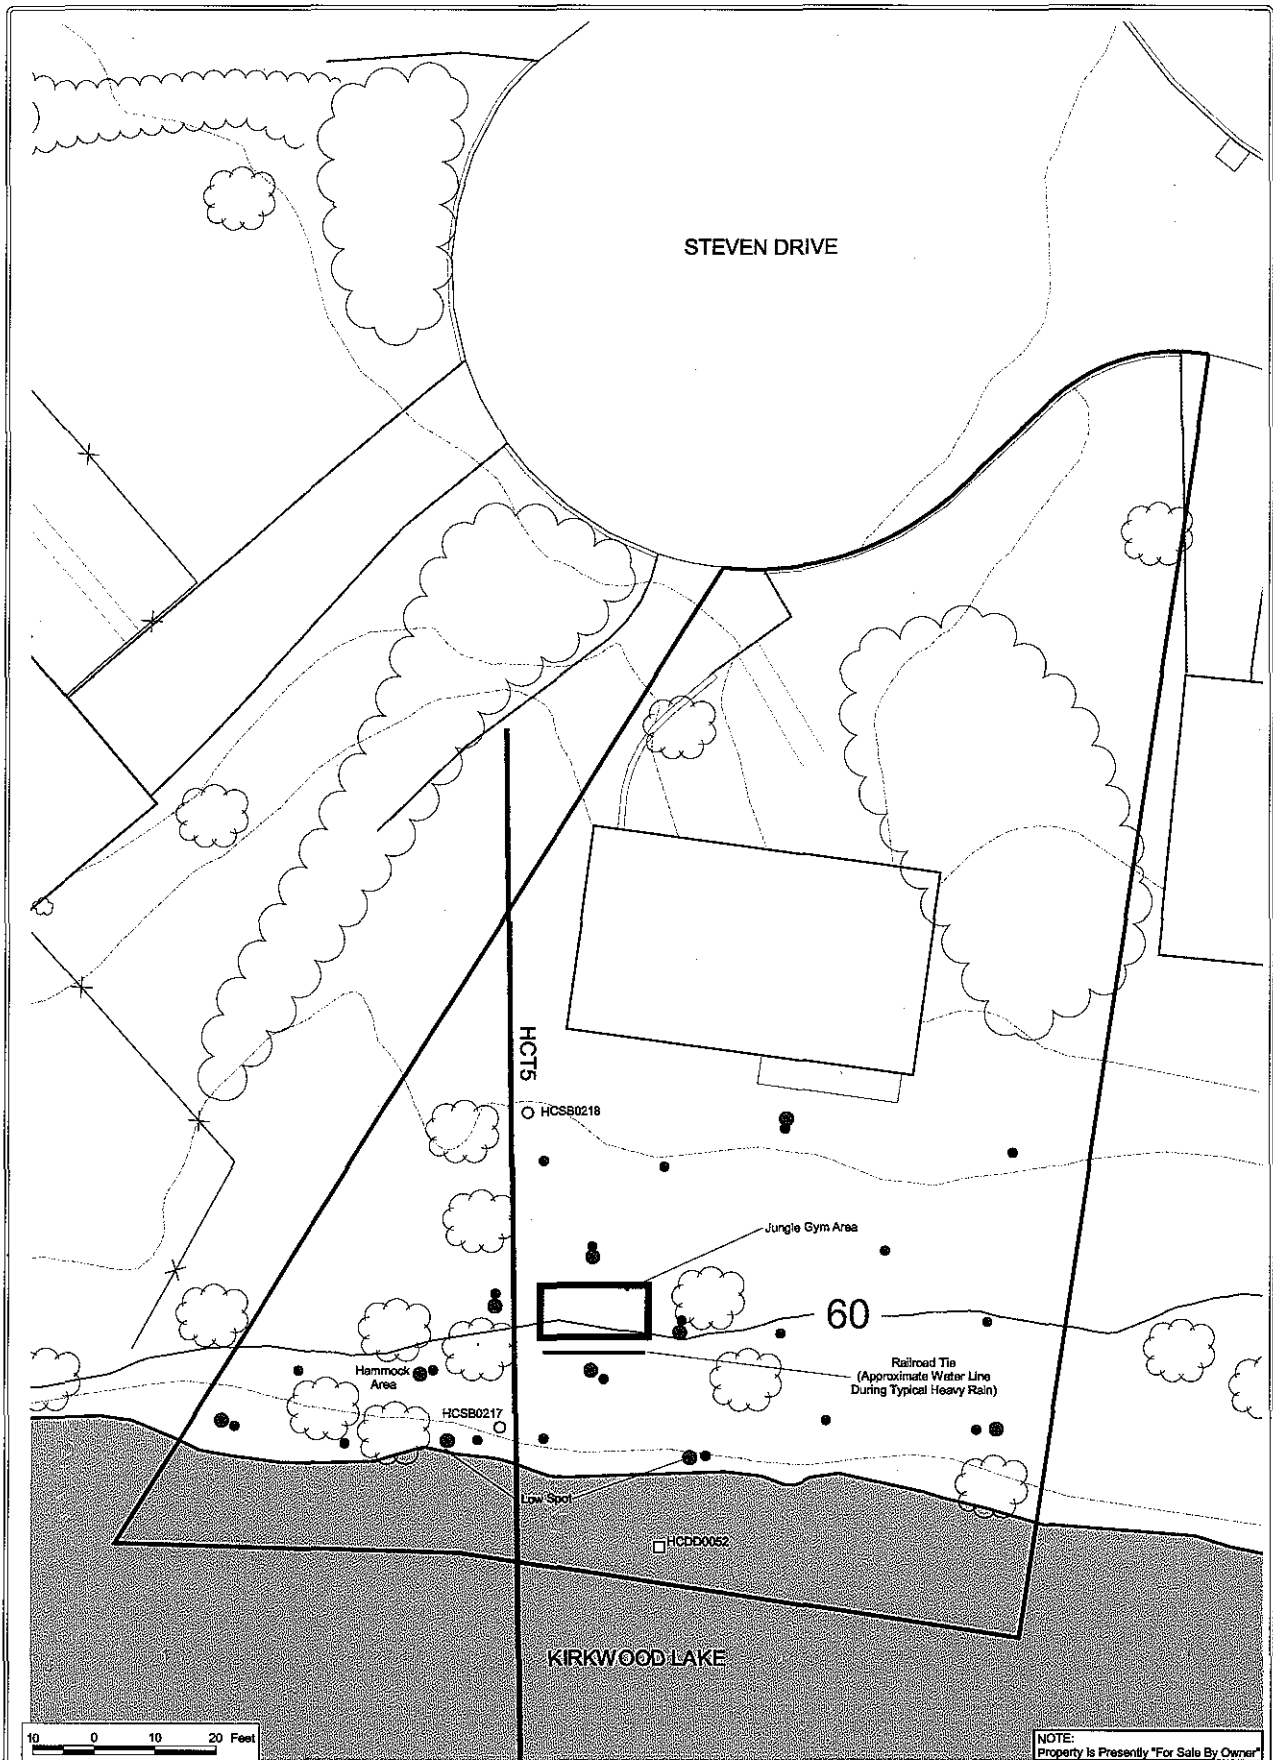 STEVEN DRIVE
HCT5
HCSB0218
Jungle Gym Area
60
Railroad Tie
(Approximate Water Line
During Typical Heavy Rain)
Hammock
Area
HCSB0217
Low Spot
HCDD0052
KIRKWOOD LAKE
10 0 10 20 Feet
NOTE:
Property Is Presently "For Sale By Owner"